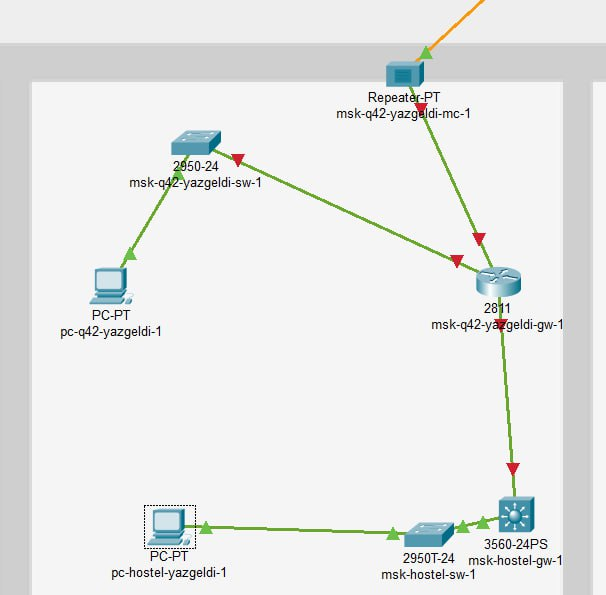 Repeater-PT
msk-q42-yazgeldi-mc-1
2950-24
msk-q42-yazgeldi-sw-1
PC-PT
pc-q42-yazgeldi-1
2811
msk-q42-yazgeldi-gw-1
PC-PT
pc-hostel-yazgeldi-1
2950T-24
msk-hostel-sw-1
3560-24PS
msk-hostel-gw-1